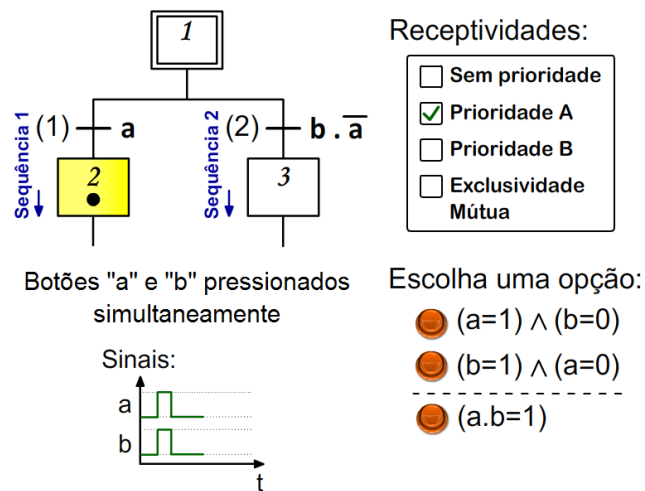 1
Sequência 1
(1)
a
Sequência 2
(2)
b . a̅
2
3
Botões "a" e "b" pressionados
simultaneamente
Sinais:
a
b
t
Receptividades:
Sem prioridade
Prioridade A
Prioridade B
Exclusividade
Mútua
Escolha uma opção:
(a=1) ∧ (b=0)
(b=1) ∧ (a=0)
(a.b=1)